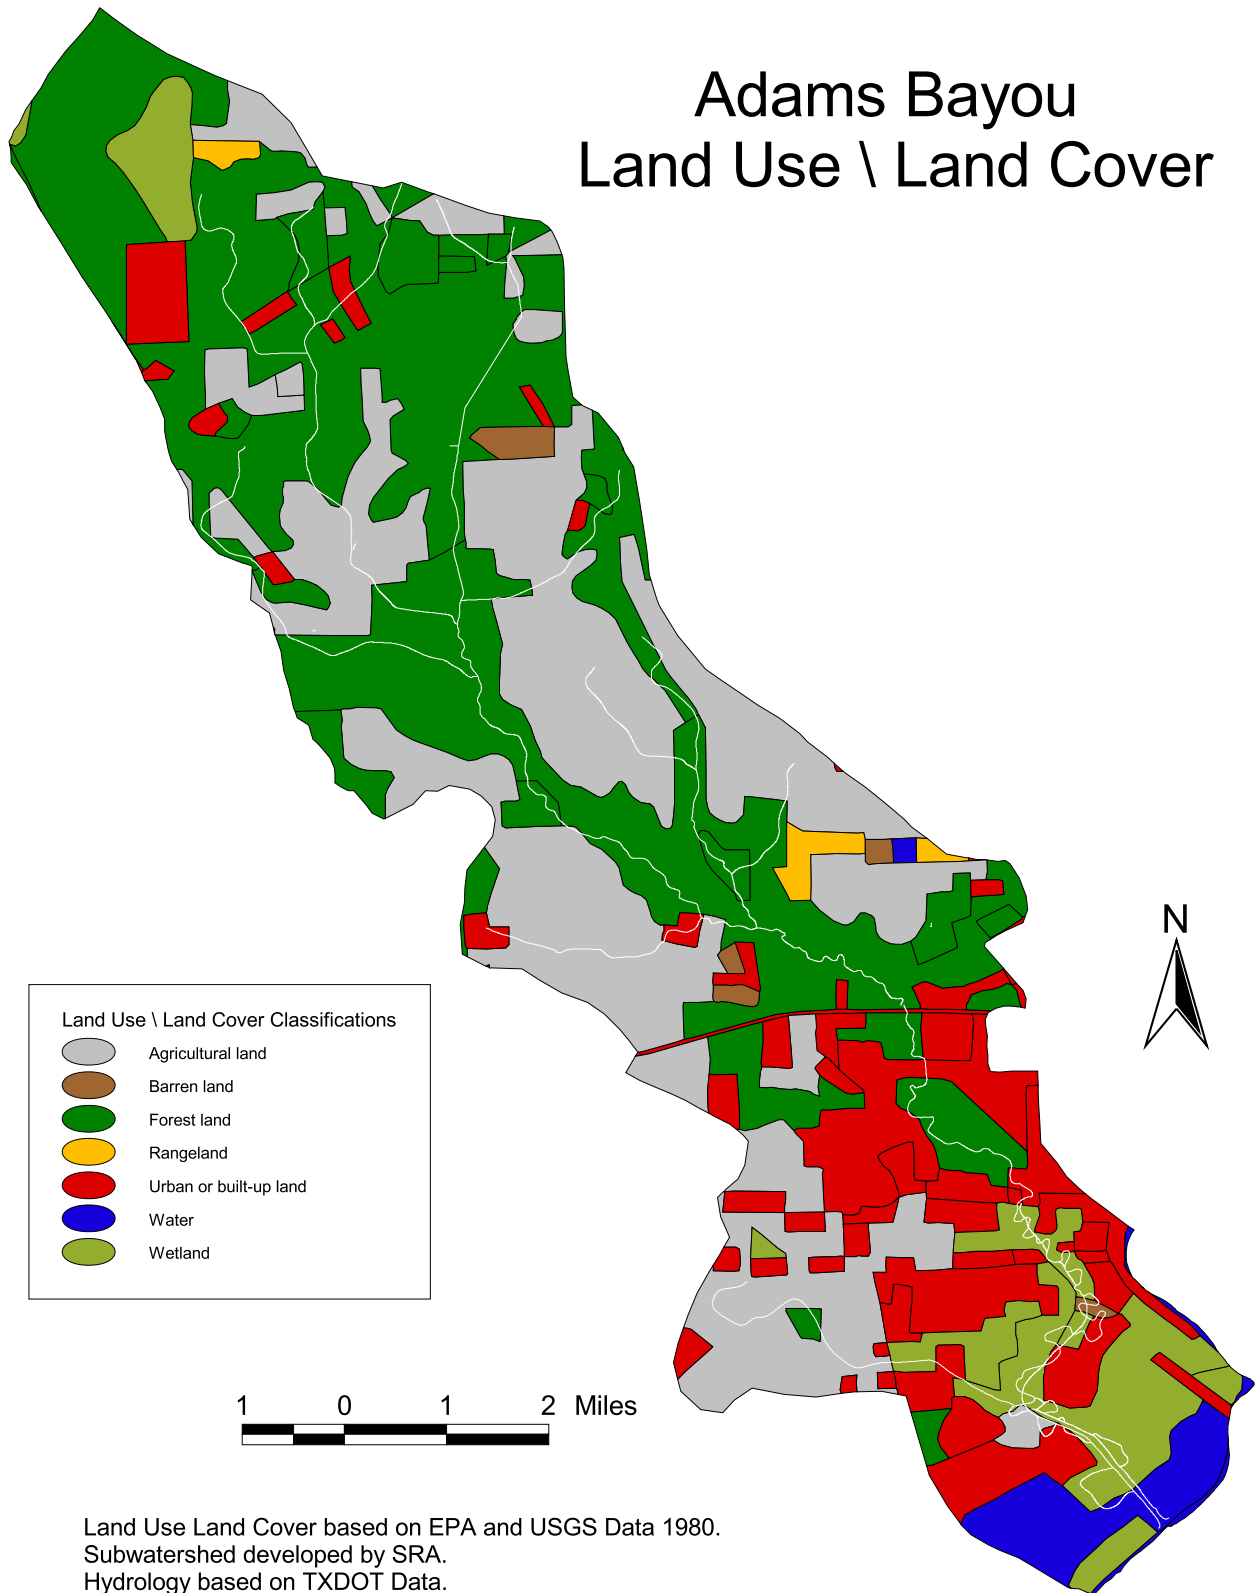 Adams Bayou
Land Use \ Land Cover
N
Land Use \ Land Cover Classifications
Agricultural land
Barren land
Forest land
Rangeland
Urban or built-up land
Water
Wetland
1 0 1 2 Miles
Land Use Land Cover based on EPA and USGS Data 1980.
Subwatershed developed by SRA.
Hydrology based on TXDOT Data.